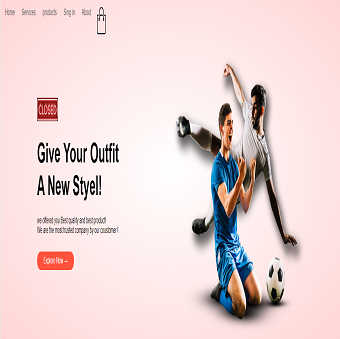 Home Services products Sing in About
CLOSED
Give Your Outfit
A New Styel!
we offered you Best quality and best product!
We are the most trusted company by our coustomer !
Explore Now →